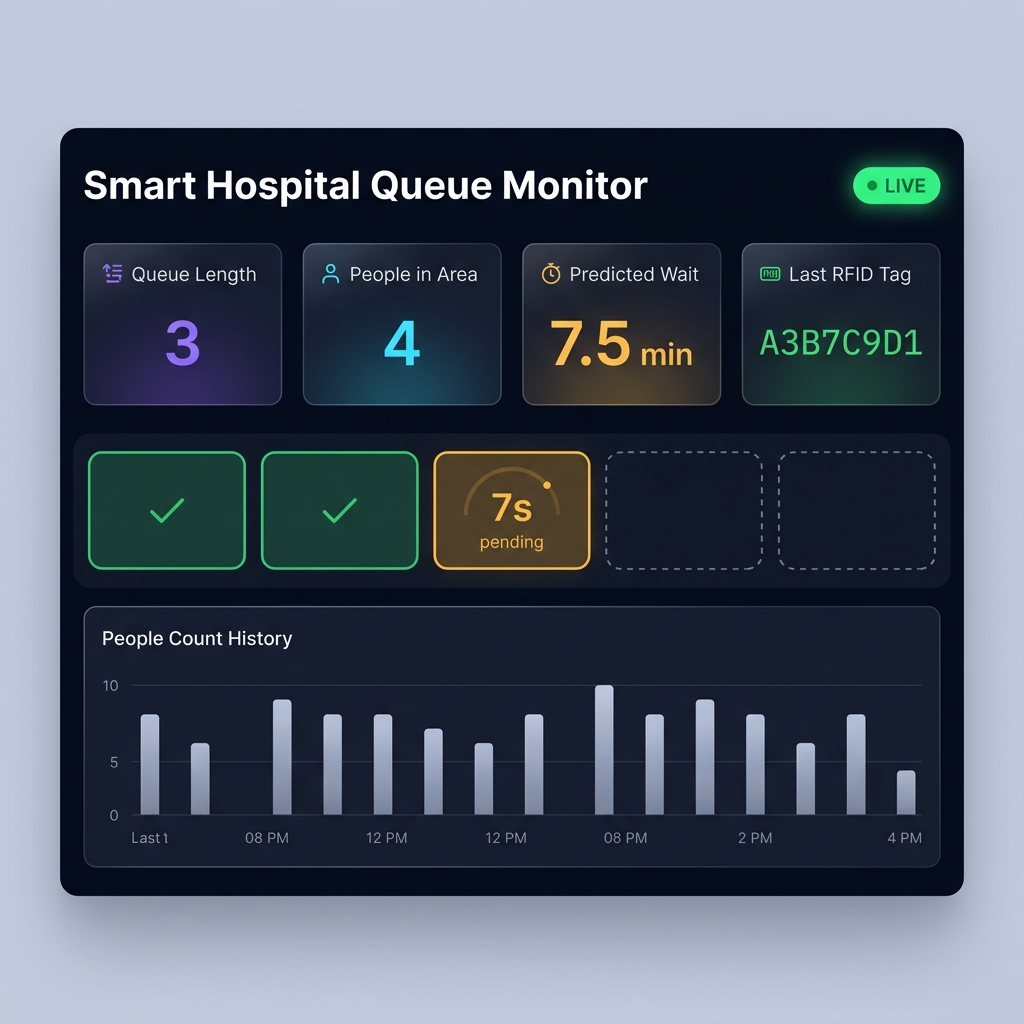 Smart Hospital Queue Monitor
LIVE
Queue Length
3
People in Area
4
Predicted Wait
7.5 min
Last RFID Tag
A3B7C9D1
7s
pending
People Count History
10
5
0
Last 1
08 PM
12 PM
12 PM
08 PM
2 PM
4 PM